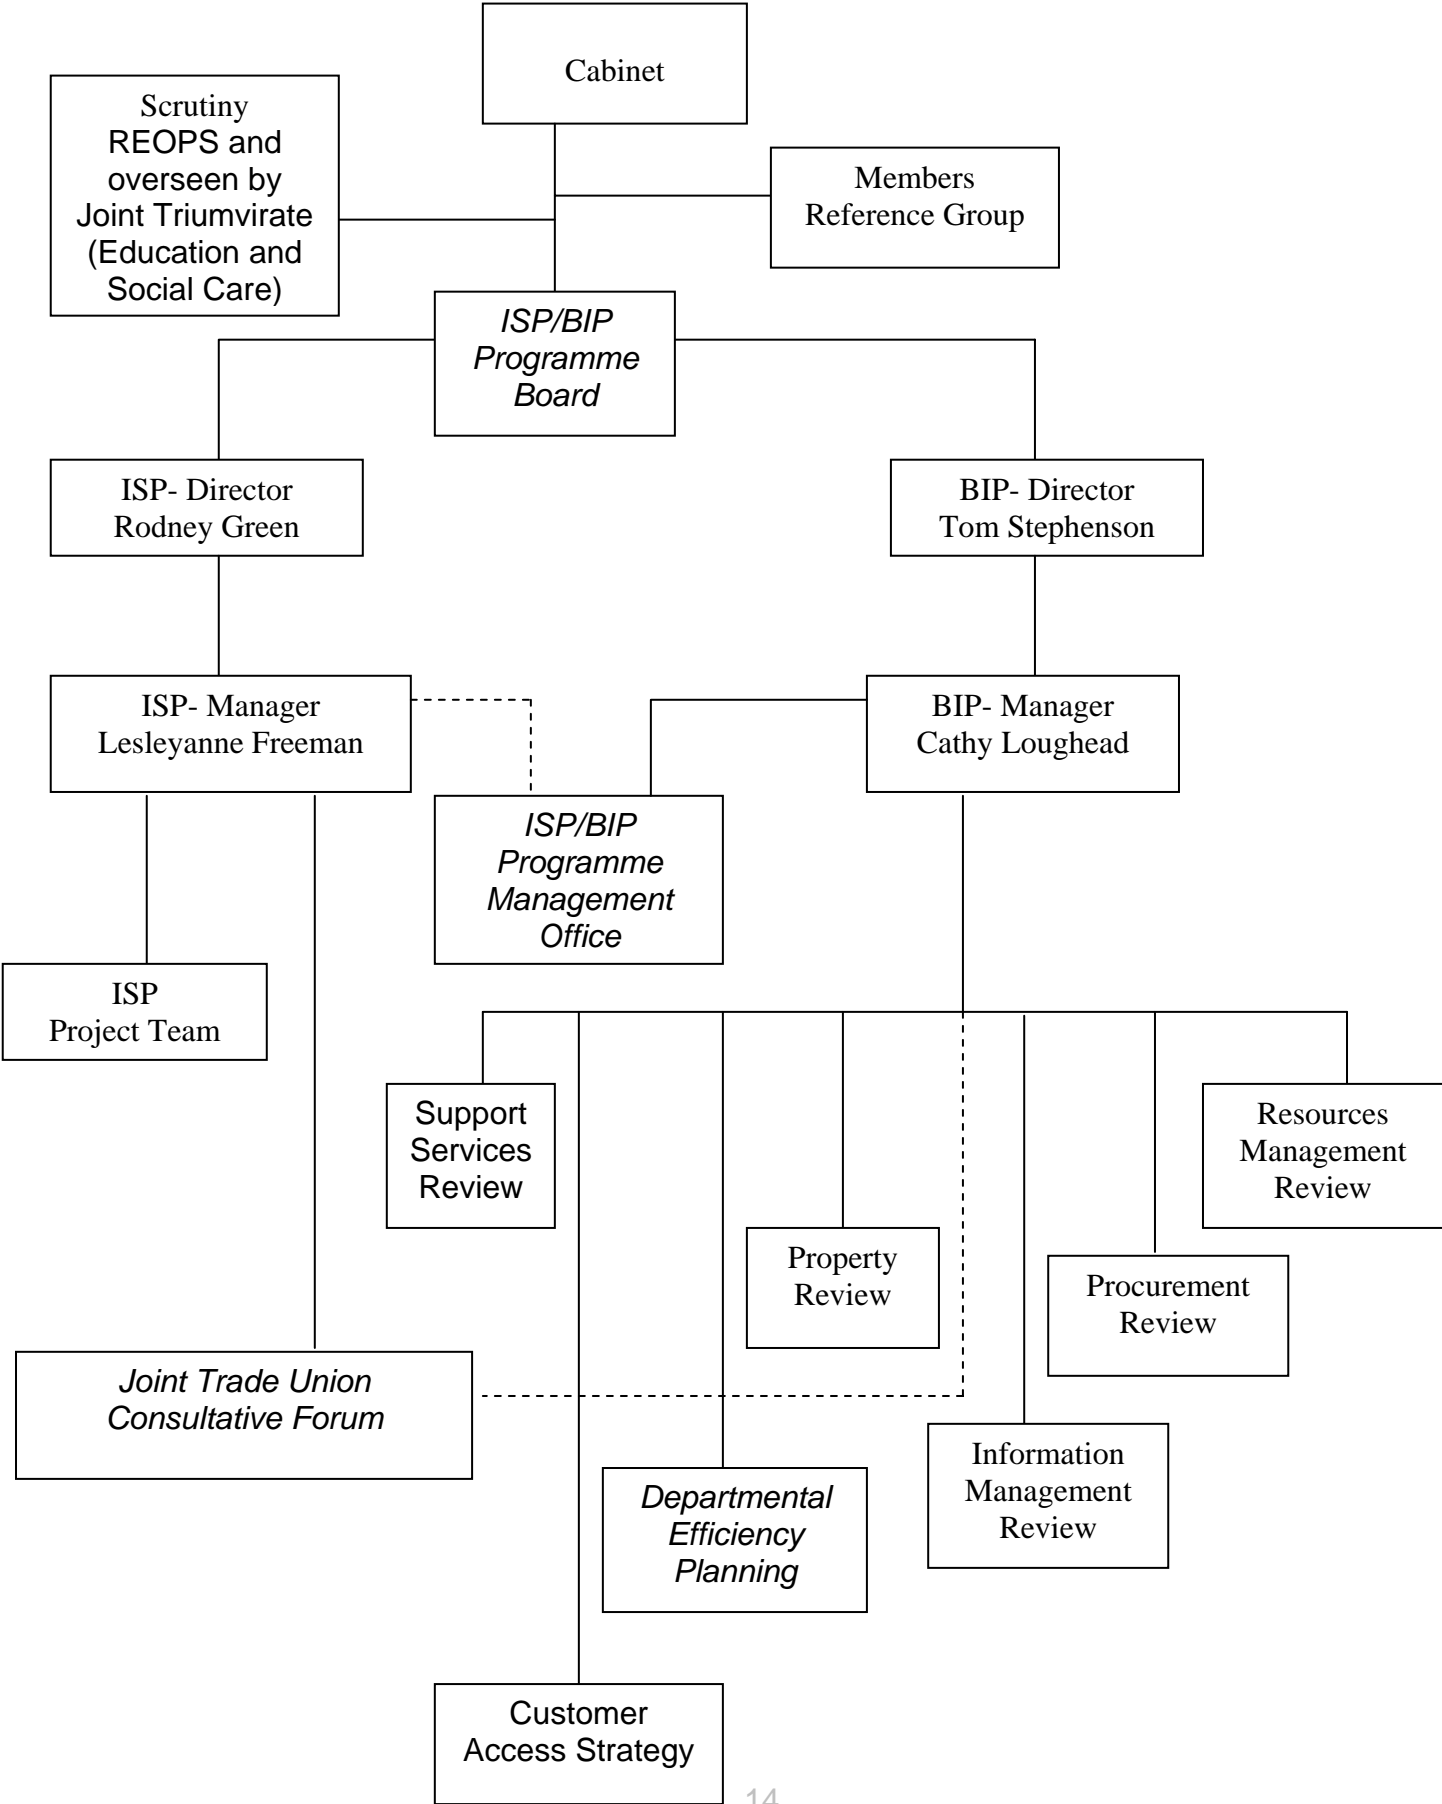 Cabinet
Scrutiny
REOPS and
overseen by
Joint Triumvirate
(Education and
Social Care)
Members
Reference Group
ISP/BIP
Programme
Board
ISP- Director
Rodney Green
BIP- Director
Tom Stephenson
ISP- Manager
Lesleyanne Freeman
BIP- Manager
Cathy Loughead
ISP/BIP
Programme
Management
Office
ISP
Project Team
Support
Services
Review
Resources
Management
Review
Property
Review
Procurement
Review
Joint Trade Union
Consultative Forum
Information
Management
Review
Departmental
Efficiency
Planning
Customer
Access Strategy
14